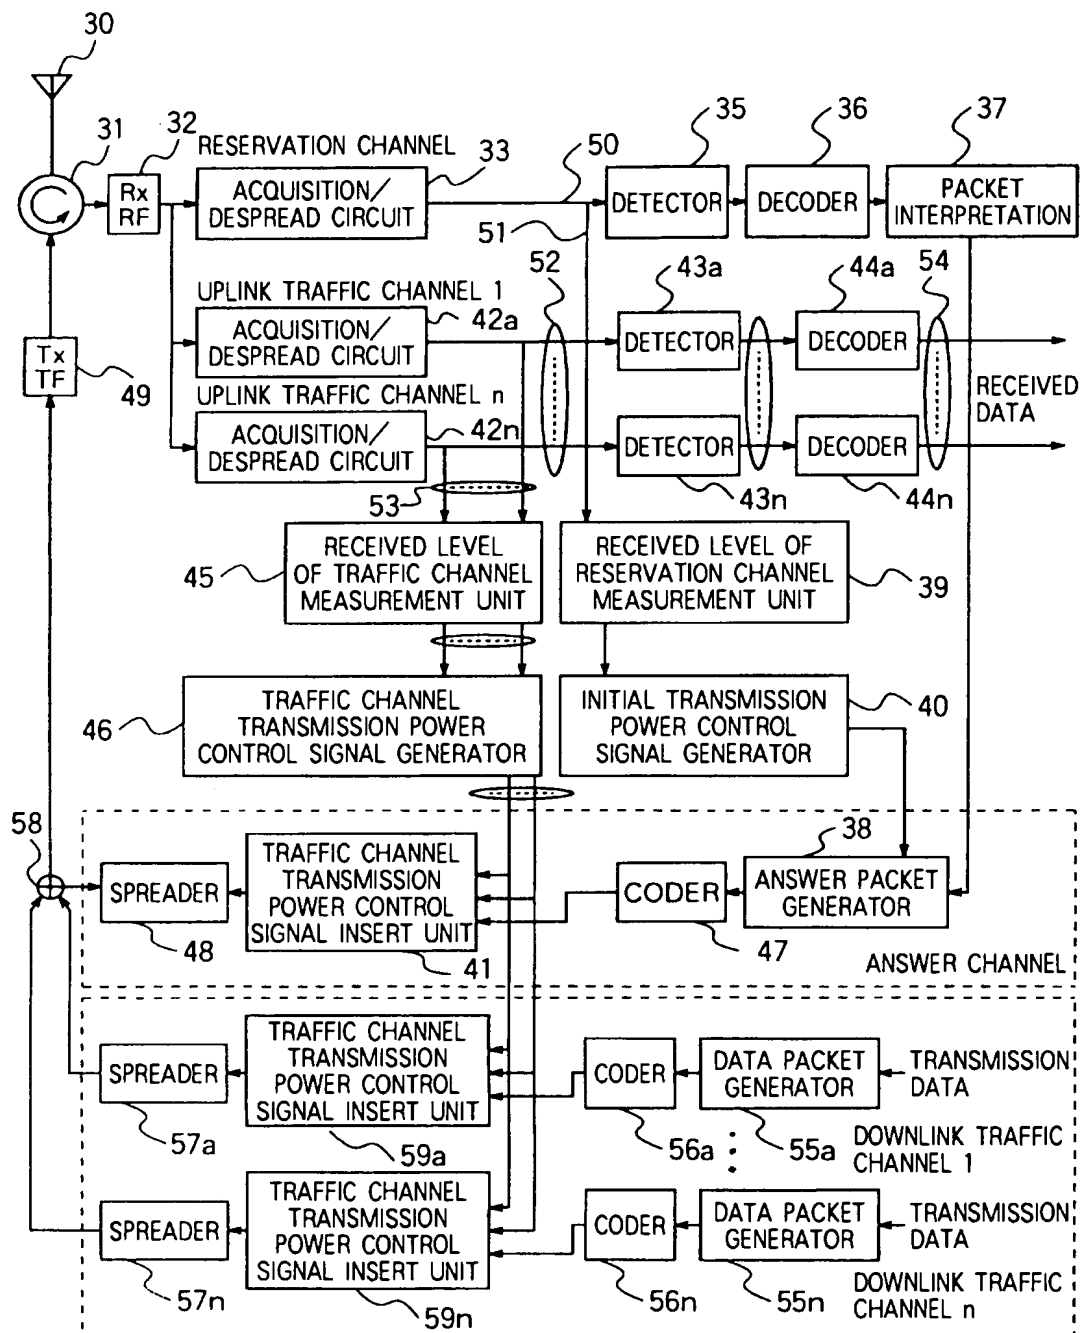 30
31
32
RESERVATION CHANNEL
33
50
35
36
37
Rx
RF
ACQUISITION/
DESPREAD CIRCUIT
DETECTOR
DECODER
PACKET
INTERPRETATION
51
52
43a
44a
54
UPLINK TRAFFIC CHANNEL 1
42a
ACQUISITION/
DESPREAD CIRCUIT
DETECTOR
DECODER
Tx
TF
49
UPLINK TRAFFIC CHANNEL n
42n
RECEIVED
DATA
ACQUISITION/
DESPREAD CIRCUIT
DETECTOR
DECODER
53
43n
44n
45
RECEIVED LEVEL
OF TRAFFIC CHANNEL
MEASUREMENT UNIT
RECEIVED LEVEL OF
RESERVATION CHANNEL
MEASUREMENT UNIT
39
46
TRAFFIC CHANNEL
TRANSMISSION POWER
CONTROL SIGNAL GENERATOR
INITIAL TRANSMISSION
POWER CONTROL
SIGNAL GENERATOR
40
58
38
SPREADER
TRAFFIC CHANNEL
TRANSMISSION
POWER CONTROL
SIGNAL INSERT UNIT
CODER
ANSWER PACKET
GENERATOR
48
41
47
ANSWER CHANNEL
SPREADER
TRAFFIC CHANNEL
TRANSMISSION
POWER CONTROL
SIGNAL INSERT UNIT
CODER
DATA PACKET
GENERATOR
TRANSMISSION
DATA
57a
59a
56a
55a
DOWNLINK TRAFFIC
CHANNEL 1
SPREADER
TRAFFIC CHANNEL
TRANSMISSION
POWER CONTROL
SIGNAL INSERT UNIT
CODER
DATA PACKET
GENERATOR
TRANSMISSION
DATA
57n
59n
56n
55n
DOWNLINK TRAFFIC
CHANNEL n